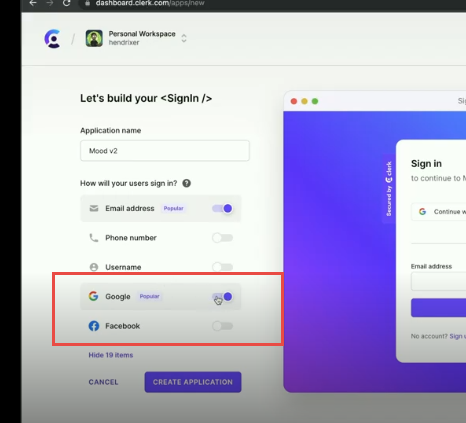 dashboard.clerk.com/apps/new
Personal Workspace
hendrixer
Let's build your <SignIn />
Application name
Mood v2
How will your users sign in?
Email address Popular
Phone number
Username
Google Popular
Facebook
Hide 19 items
CANCEL
CREATE APPLICATION
Secured by clerk
Sign in
to continue to M
Continue w
Email address
No account? Sign u